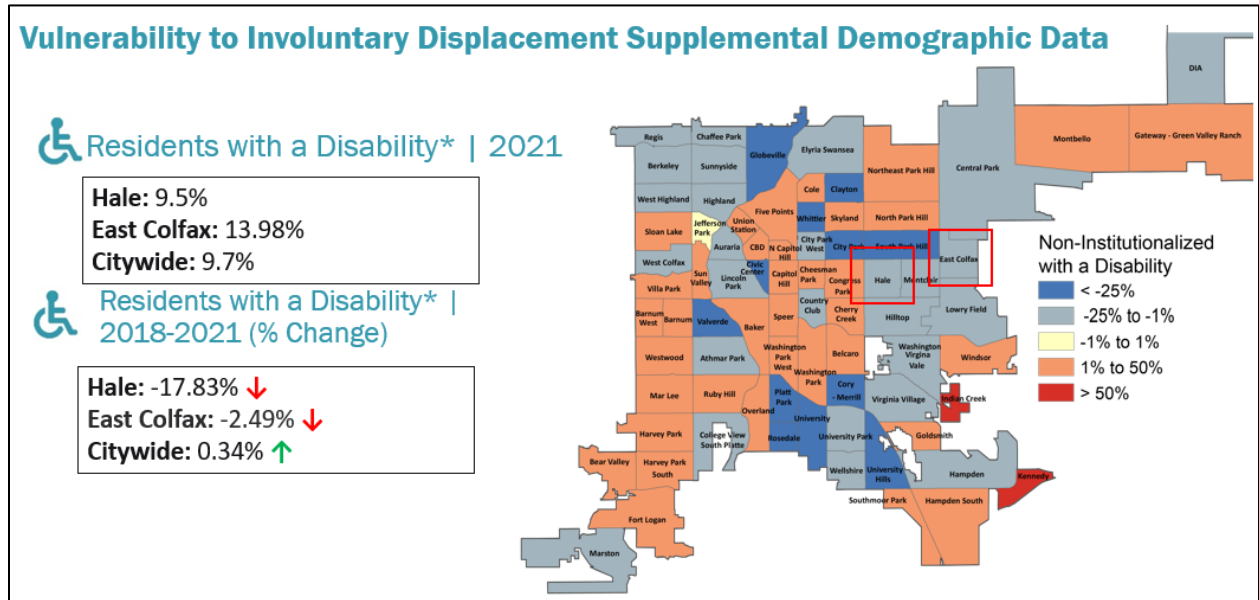 Vulnerability to Involuntary Displacement Supplemental Demographic Data
Residents with a Disability* | 2021
Hale: 9.5%
East Colfax: 13.98%
Citywide: 9.7%
Residents with a Disability* |
2018-2021 (% Change)
Hale: -17.83% ↓
East Colfax: -2.49% ↓
Citywide: 0.34% ↑
DIA
Regis
Chaffee Park
Globeville
Elyria Swansea
Montbello
Gateway - Green Valley Ranch
Berkeley
Sunnyside
Northeast Park Hill
Central Park
West Highland
Highland
Cole
Clayton
Sloan Lake
Jefferson
Park
Union
Station
Five Points
Whittier
Skyland
North Park Hill
West Colfax
Auraria
CBD
N Capitol
Hill
City Park
West
City Park
South Park Hill
East Colfax
Sun
Valley
Lincoln
Park
Civic
Center
Capitol
Hill
Cheesman
Park
Congress
Park
Hale
Montclair
Villa Park
Barnum
West
Barnum
Valverde
Baker
Speer
Country
Club
Cherry
Creek
Hilltop
Lowry Field
Westwood
Athmar Park
Washington
Park
West
Washington
Park
Belcaro
Washington
Virgina
Vale
Windsor
Mar Lee
Ruby Hill
Overland
Platt
Park
Cory
- Merrill
Virginia Village
Indian Creek
Harvey Park
College View
South Platte
Rosedale
University
University Park
Goldsmith
Bear Valley
Harvey Park
South
Wellshire
University
Hills
Hampden
Kennedy
Fort Logan
Southmoor Park
Hampden South
Marston
Non-Institutionalized
with a Disability
< -25%
-25% to -1%
-1% to 1%
1% to 50%
> 50%